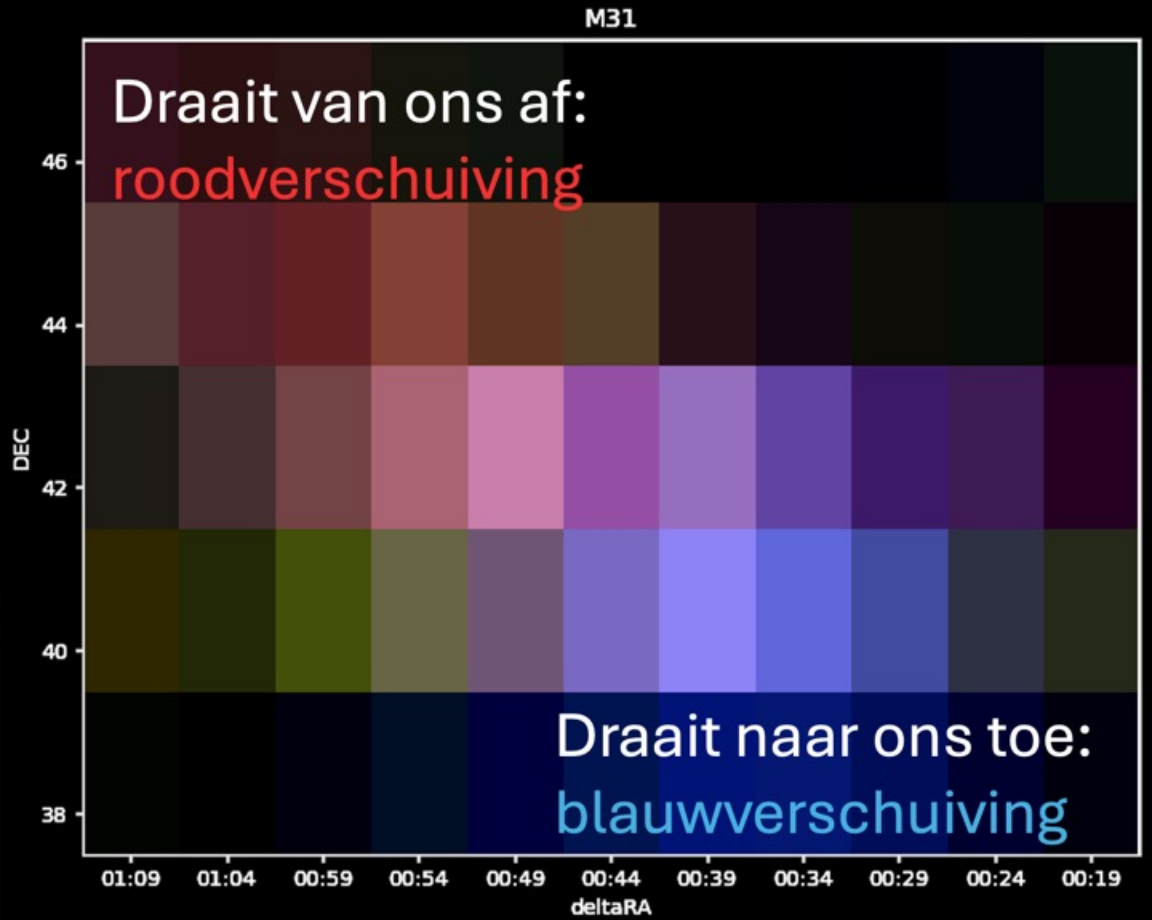 M31
Draait van ons af:
roodverschuiving
46
44
42
40
38
DEC
Draait naar ons toe:
blauwverschuiving
01:09 01:04 00:59 00:54 00:49 00:44 00:39 00:34 00:29 00:24 00:19
deltaRA